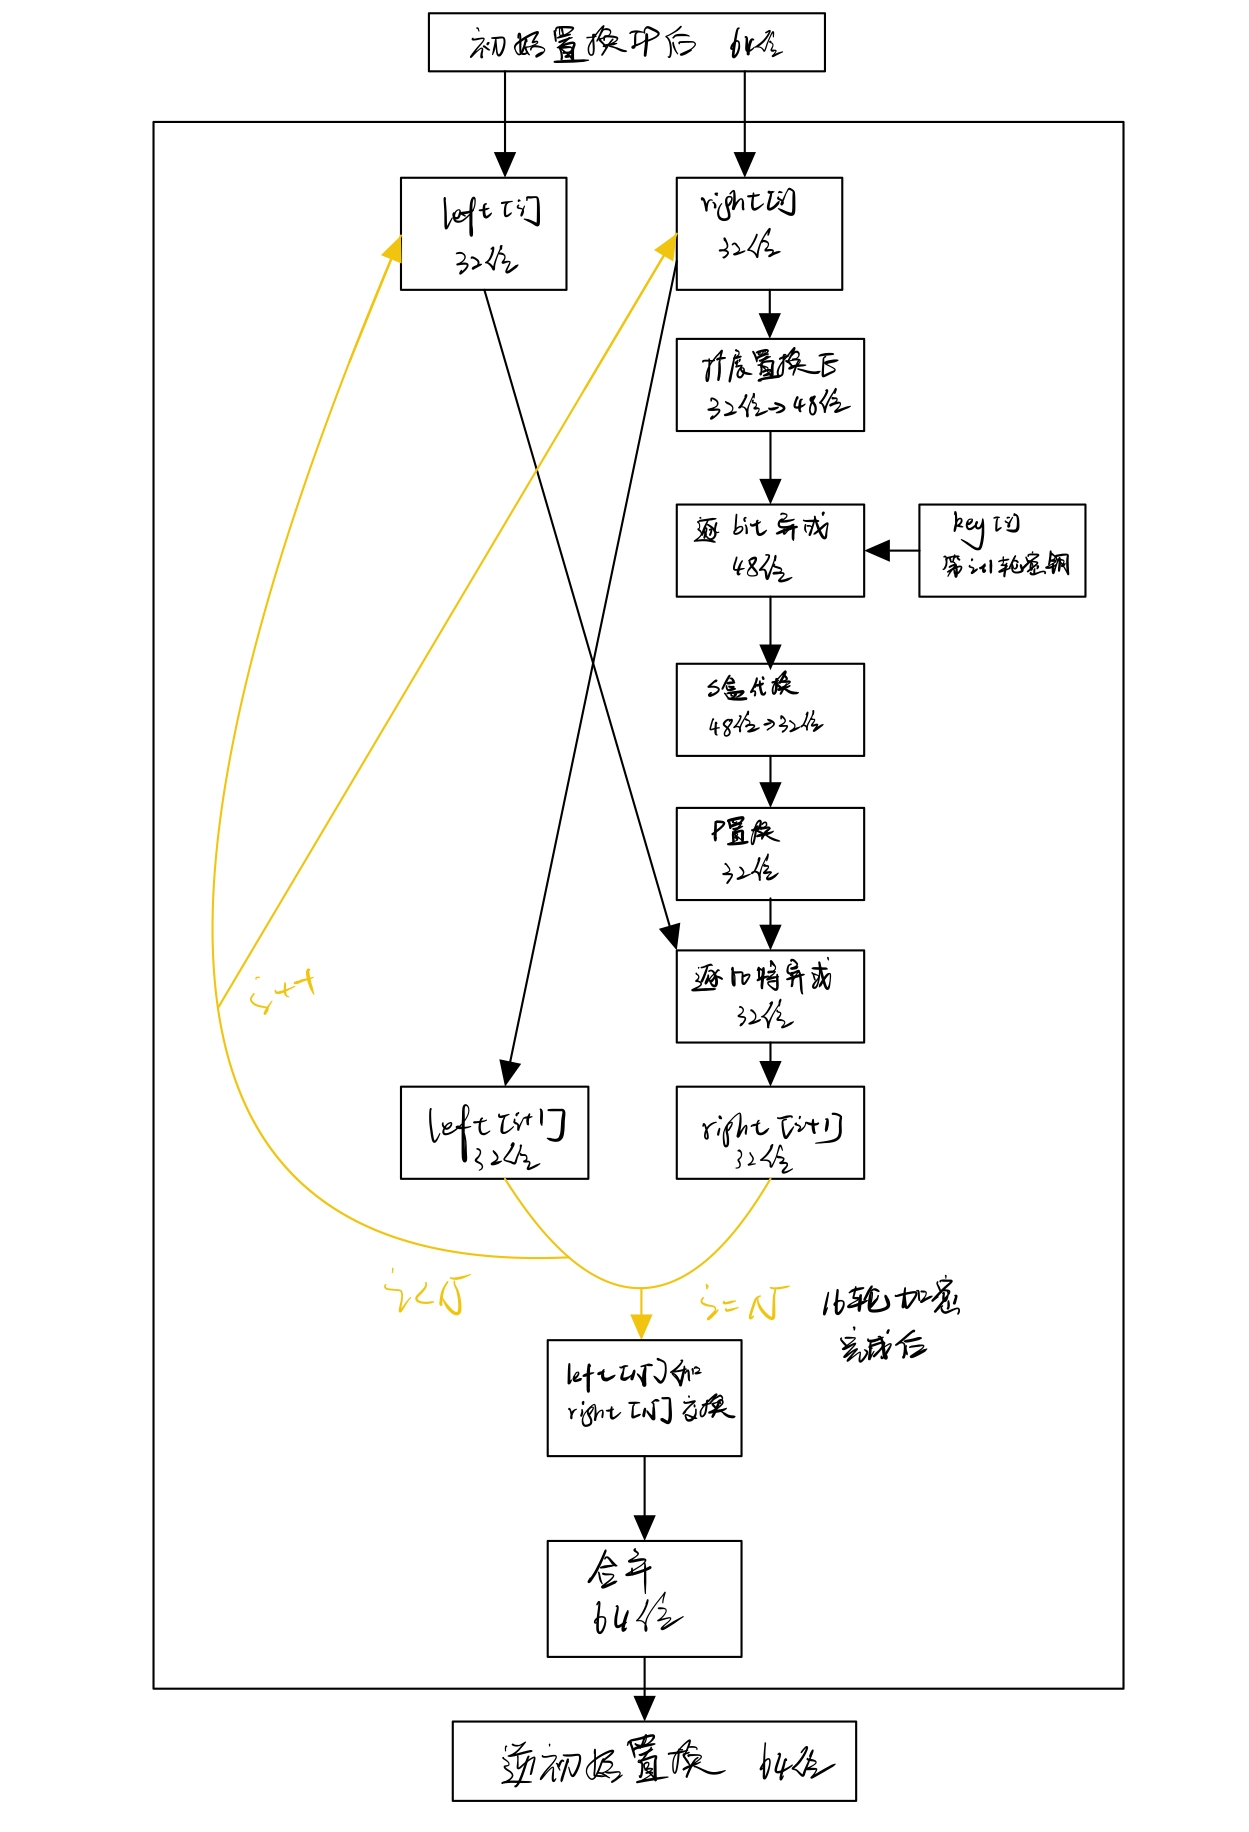 初始置换IP后 64位
left[i]
32位
right[i]
32位
扩展置换E
32位→48位
逐bit异或
48位
key[i]
第i+1轮密钥
S盒代换
48位→32位
P置换
32位
逐比特异或
32位
i++
left[i+1]
32位
right[i+1]
32位
i<N
i=N
16轮加密
完成后
left[N]和
right[N]交换
合并
64位
逆初始置换 64位